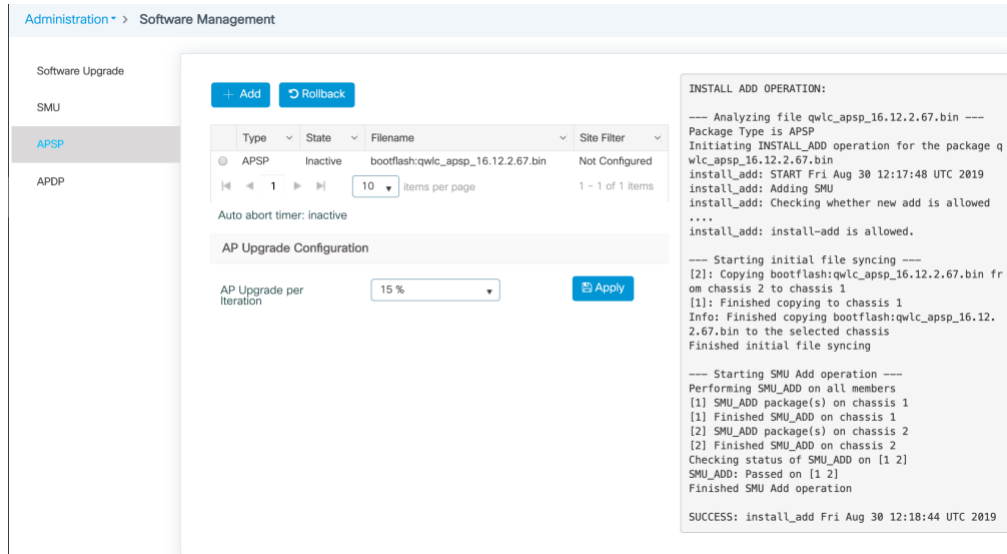 Administration > Software Management
Software Upgrade
SMU
APSP
APDP
+ Add Rollback
Type State Filename Site Filter
APSP Inactive bootflash:qwlc_apsp_16.12.2.67.bin Not Configured
1 10 items per page 1 - 1 of 1 items
Auto abort timer: inactive
AP Upgrade Configuration
AP Upgrade per
Iteration
15 %
Apply
INSTALL ADD OPERATION:
--- Analyzing file qwlc_apsp_16.12.2.67.bin ---
Package Type is APSP
Initiating INSTALL_ADD operation for the package q
wlc_apsp_16.12.2.67.bin
install_add: START Fri Aug 30 12:17:48 UTC 2019
install_add: Adding SMU
install_add: Checking whether new add is allowed
....
install_add: install-add is allowed.
--- Starting initial file syncing ---
[2]: Copying bootflash:qwlc_apsp_16.12.2.67.bin fr
om chassis 2 to chassis 1
[1]: Finished copying to chassis 1
Info: Finished copying bootflash:qwlc_apsp_16.12.
2.67.bin to the selected chassis
Finished initial file syncing
--- Starting SMU Add operation ---
Performing SMU_ADD on all members
[1] SMU_ADD package(s) on chassis 1
[1] Finished SMU_ADD on chassis 1
[2] SMU_ADD package(s) on chassis 2
[2] Finished SMU_ADD on chassis 2
Checking status of SMU_ADD on [1 2]
SMU_ADD: Passed on [1 2]
Finished SMU Add operation
SUCCESS: install_add Fri Aug 30 12:18:44 UTC 2019